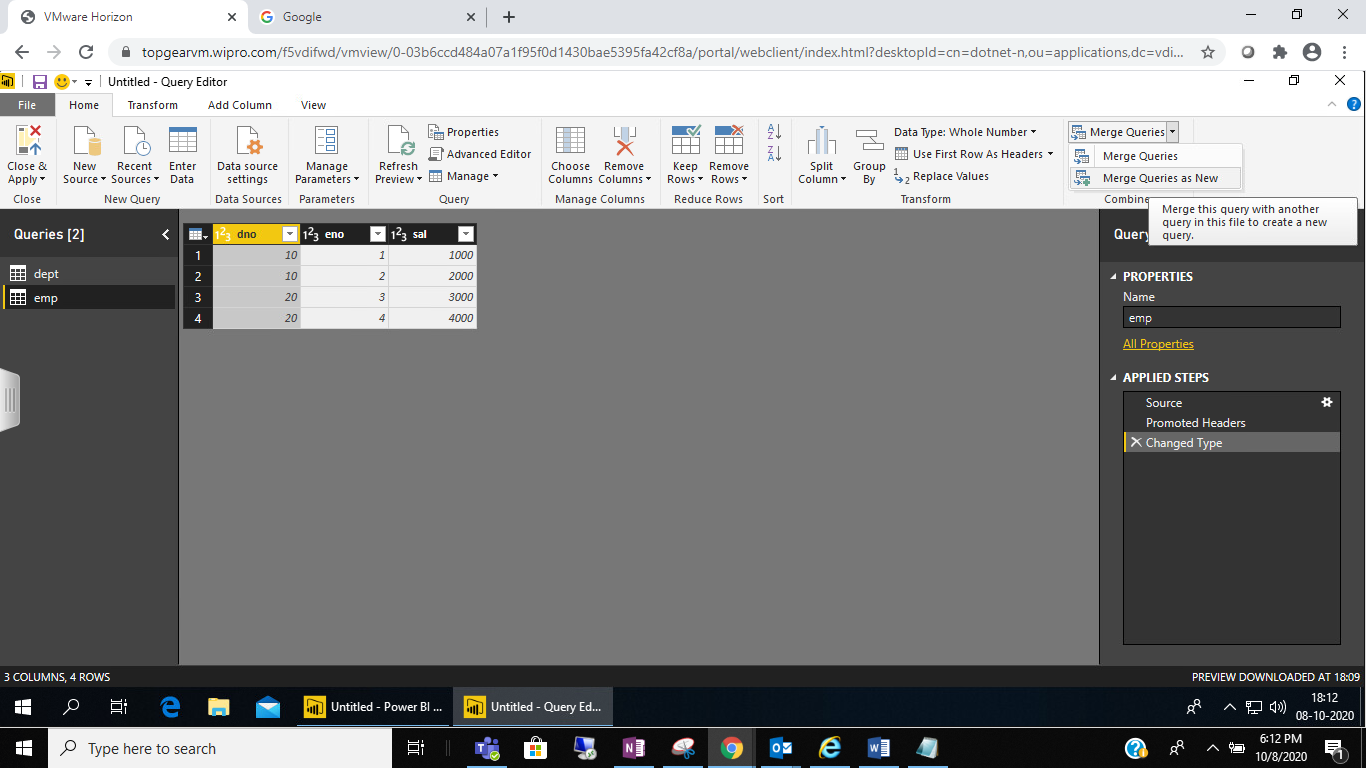 VMware Horizon
Google
topgearvm.wipro.com/f5vdifwd/vmview/0-03b6ccd484a07a1f95f0d1430bae5395fa42cf8a/portal/webclient/index.html?desktopId=cn=dotnet-n,ou=applications,dc=vdi...
Untitled - Query Editor
File Home Transform Add Column View
Close & Apply
New Source
Recent Sources
Enter Data
Data source settings
Manage Parameters
Refresh Preview
Properties
Advanced Editor
Manage
Choose Columns
Remove Columns
Keep Rows
Remove Rows
Split Column
Group By
Data Type: Whole Number
Use First Row As Headers
Replace Values
Merge Queries
Merge Queries
Merge Queries as New
Close New Query Data Sources Parameters Query Manage Columns Reduce Rows Sort Transform Combine
Merge this query with another
query in this file to create a new
query.
Queries [2]
dept
emp
dno eno sal
1 10 1 1000
2 10 2 2000
3 20 3 3000
4 20 4 4000
Query
PROPERTIES
Name
emp
All Properties
APPLIED STEPS
Source
Promoted Headers
Changed Type
3 COLUMNS, 4 ROWS
PREVIEW DOWNLOADED AT 18:09
Untitled - Power BI ...
Untitled - Query Ed...
18:12
08-10-2020
Type here to search
6:12 PM
10/8/2020